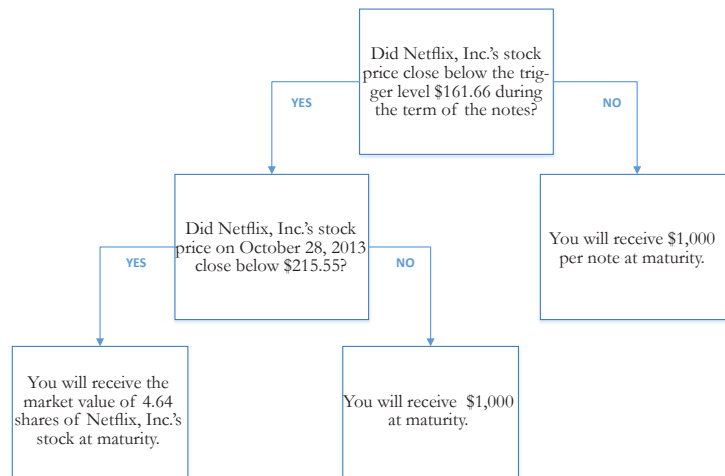 Did Netflix, Inc.'s stock
price close below the trig-
ger level $161.66 during
the term of the notes?
YES
NO
Did Netflix, Inc.'s stock
price on October 28, 2013
close below $215.55?
You will receive $1,000
per note at maturity.
YES
NO
You will receive the
market value of 4.64
shares of Netflix, Inc.'s
stock at maturity.
You will receive $1,000
at maturity.